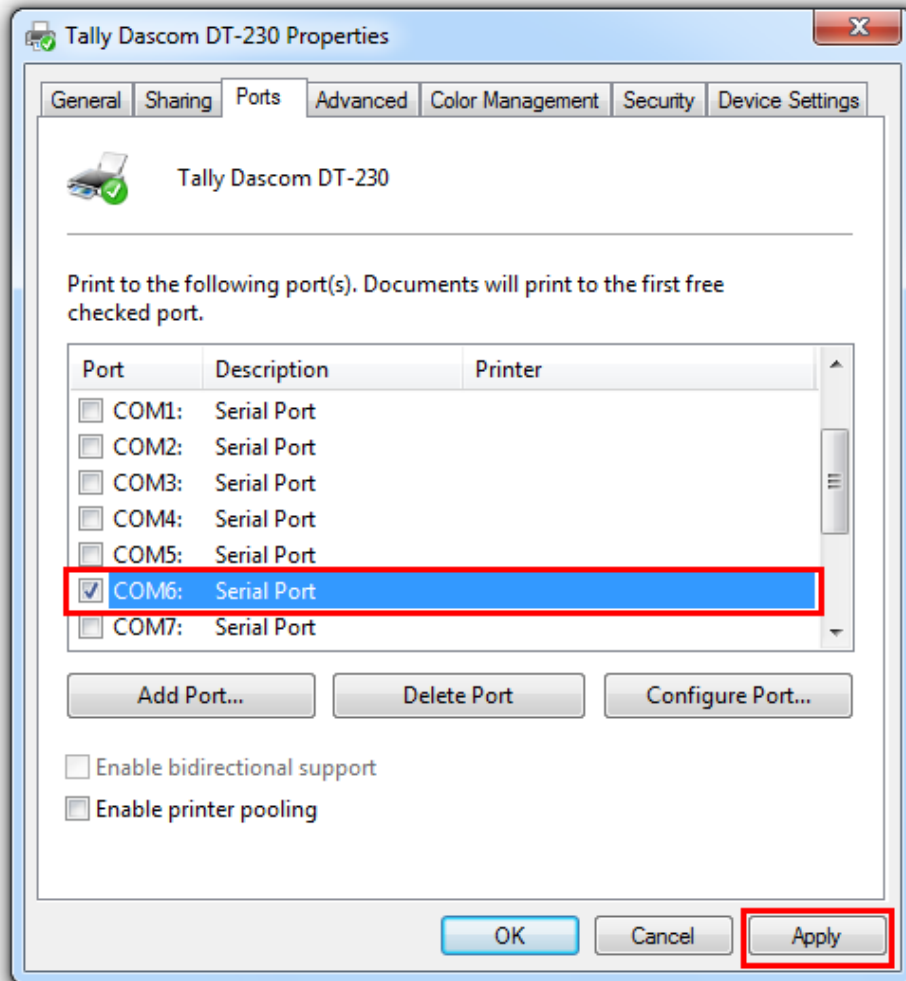 Tally Dascom DT-230 Properties
General Sharing Ports Advanced Color Management Security Device Settings
Tally Dascom DT-230
Print to the following port(s). Documents will print to the first free
checked port.
Port Description Printer
COM1: Serial Port
COM2: Serial Port
COM3: Serial Port
COM4: Serial Port
COM5: Serial Port
COM6: Serial Port
COM7: Serial Port
Add Port... Delete Port Configure Port...
Enable bidirectional support
Enable printer pooling
OK Cancel Apply